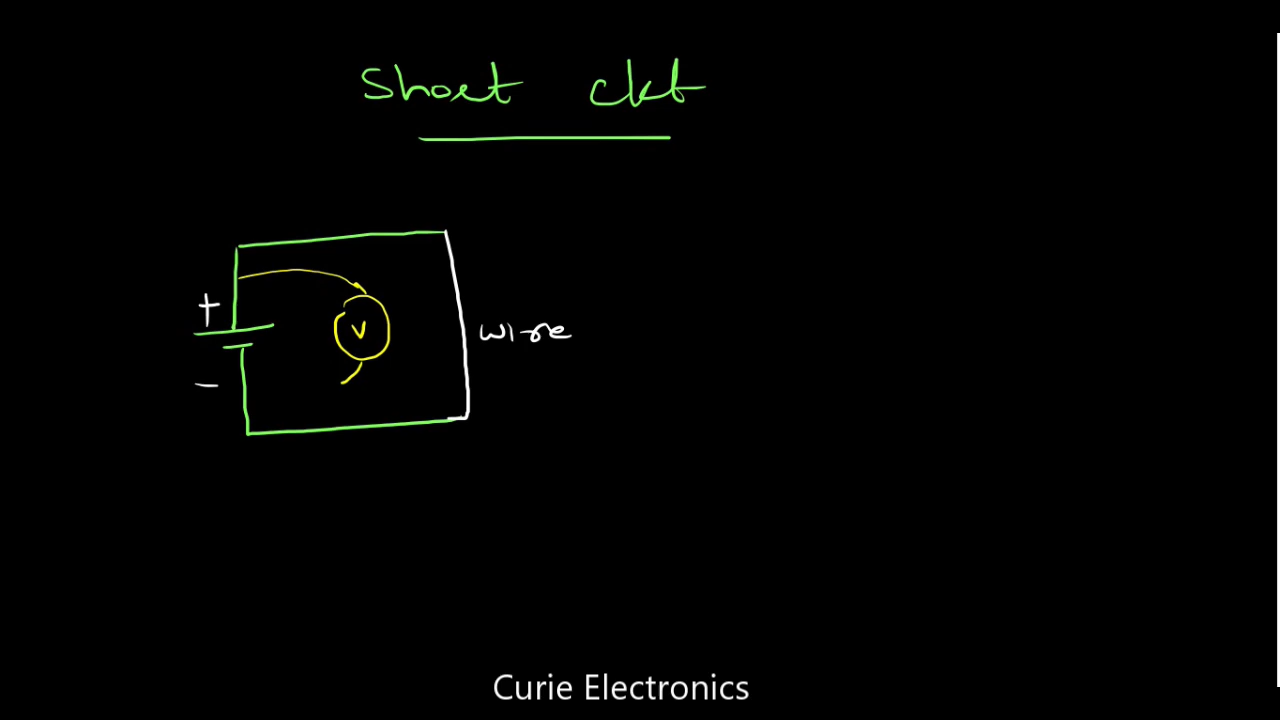 Short ckt
+
V
wire
−
Curie Electronics